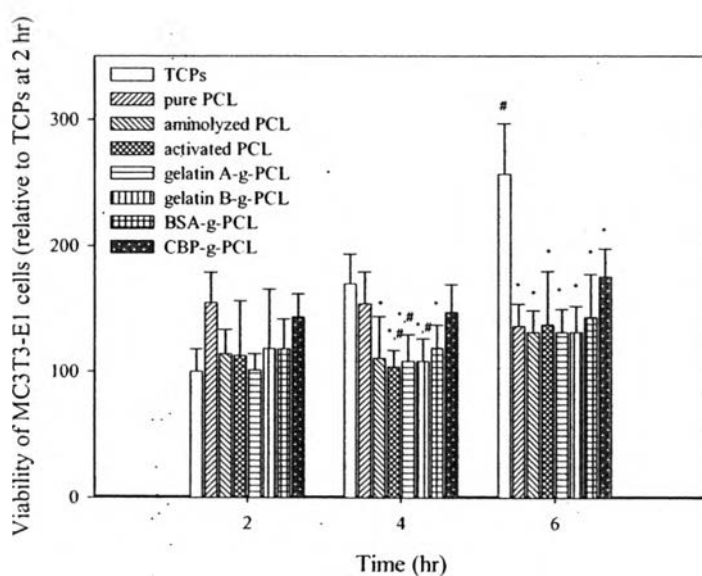 Viability of MC3T3-E1 cells (relative to TCPs at 2 hr)
300
200
100
0
TCPs
pure PCL
aminolyzed PCL
activated PCL
gelatin A-g-PCL
gelatin B-g-PCL
BSA-g-PCL
CBP-g-PCL
#
#
#
#
2
4
6
Time (hr)